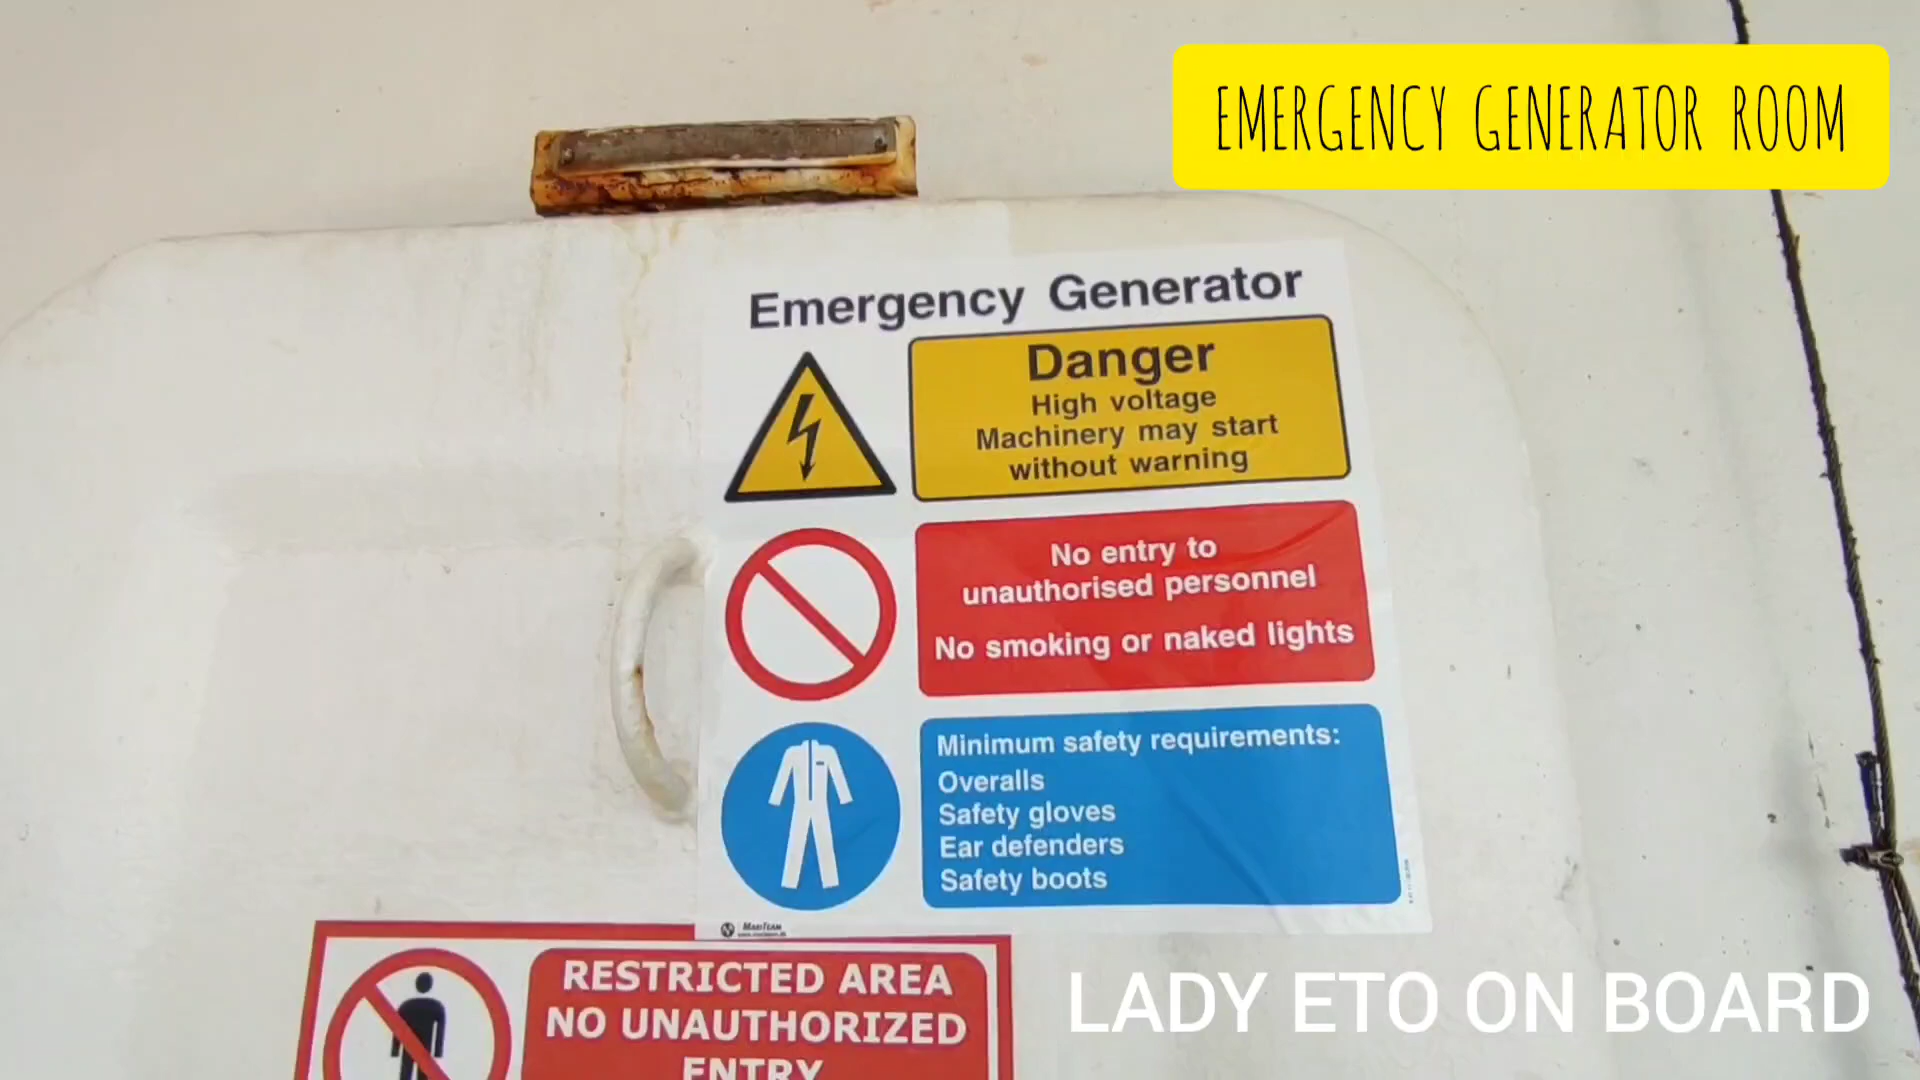 EMERGENCY GENERATOR ROOM
Emergency Generator
Danger
High voltage
Machinery may start
without warning
No entry to
unauthorised personnel
No smoking or naked lights
Minimum safety requirements:
Overalls
Safety gloves
Ear defenders
Safety boots
MARITEAM
RESTRICTED AREA
NO UNAUTHORIZED
ENTRY
LADY ETO ON BOARD